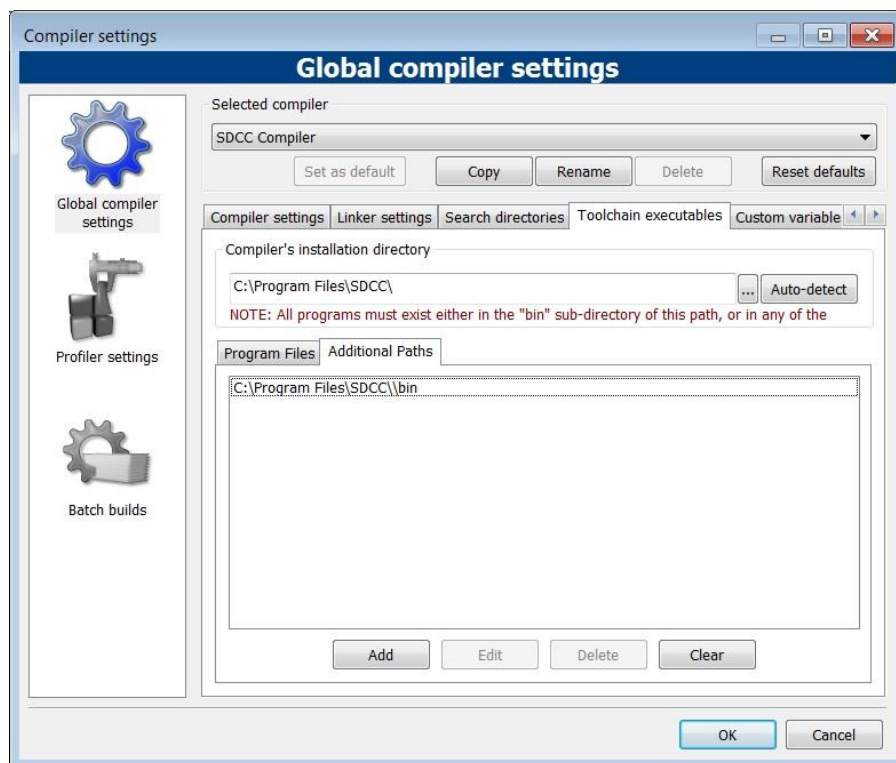 Compiler settings
Global compiler settings
Global compiler
settings
Profiler settings
Batch builds
Selected compiler
SDCC Compiler
Set as default Copy Rename Delete Reset defaults
Compiler settings Linker settings Search directories Toolchain executables Custom variable
Compiler's installation directory
C:\Program Files\SDCC\
... Auto-detect
NOTE: All programs must exist either in the "bin" sub-directory of this path, or in any of the
Program Files Additional Paths
C:\Program Files\SDCC\\bin
Add Edit Delete Clear
OK Cancel